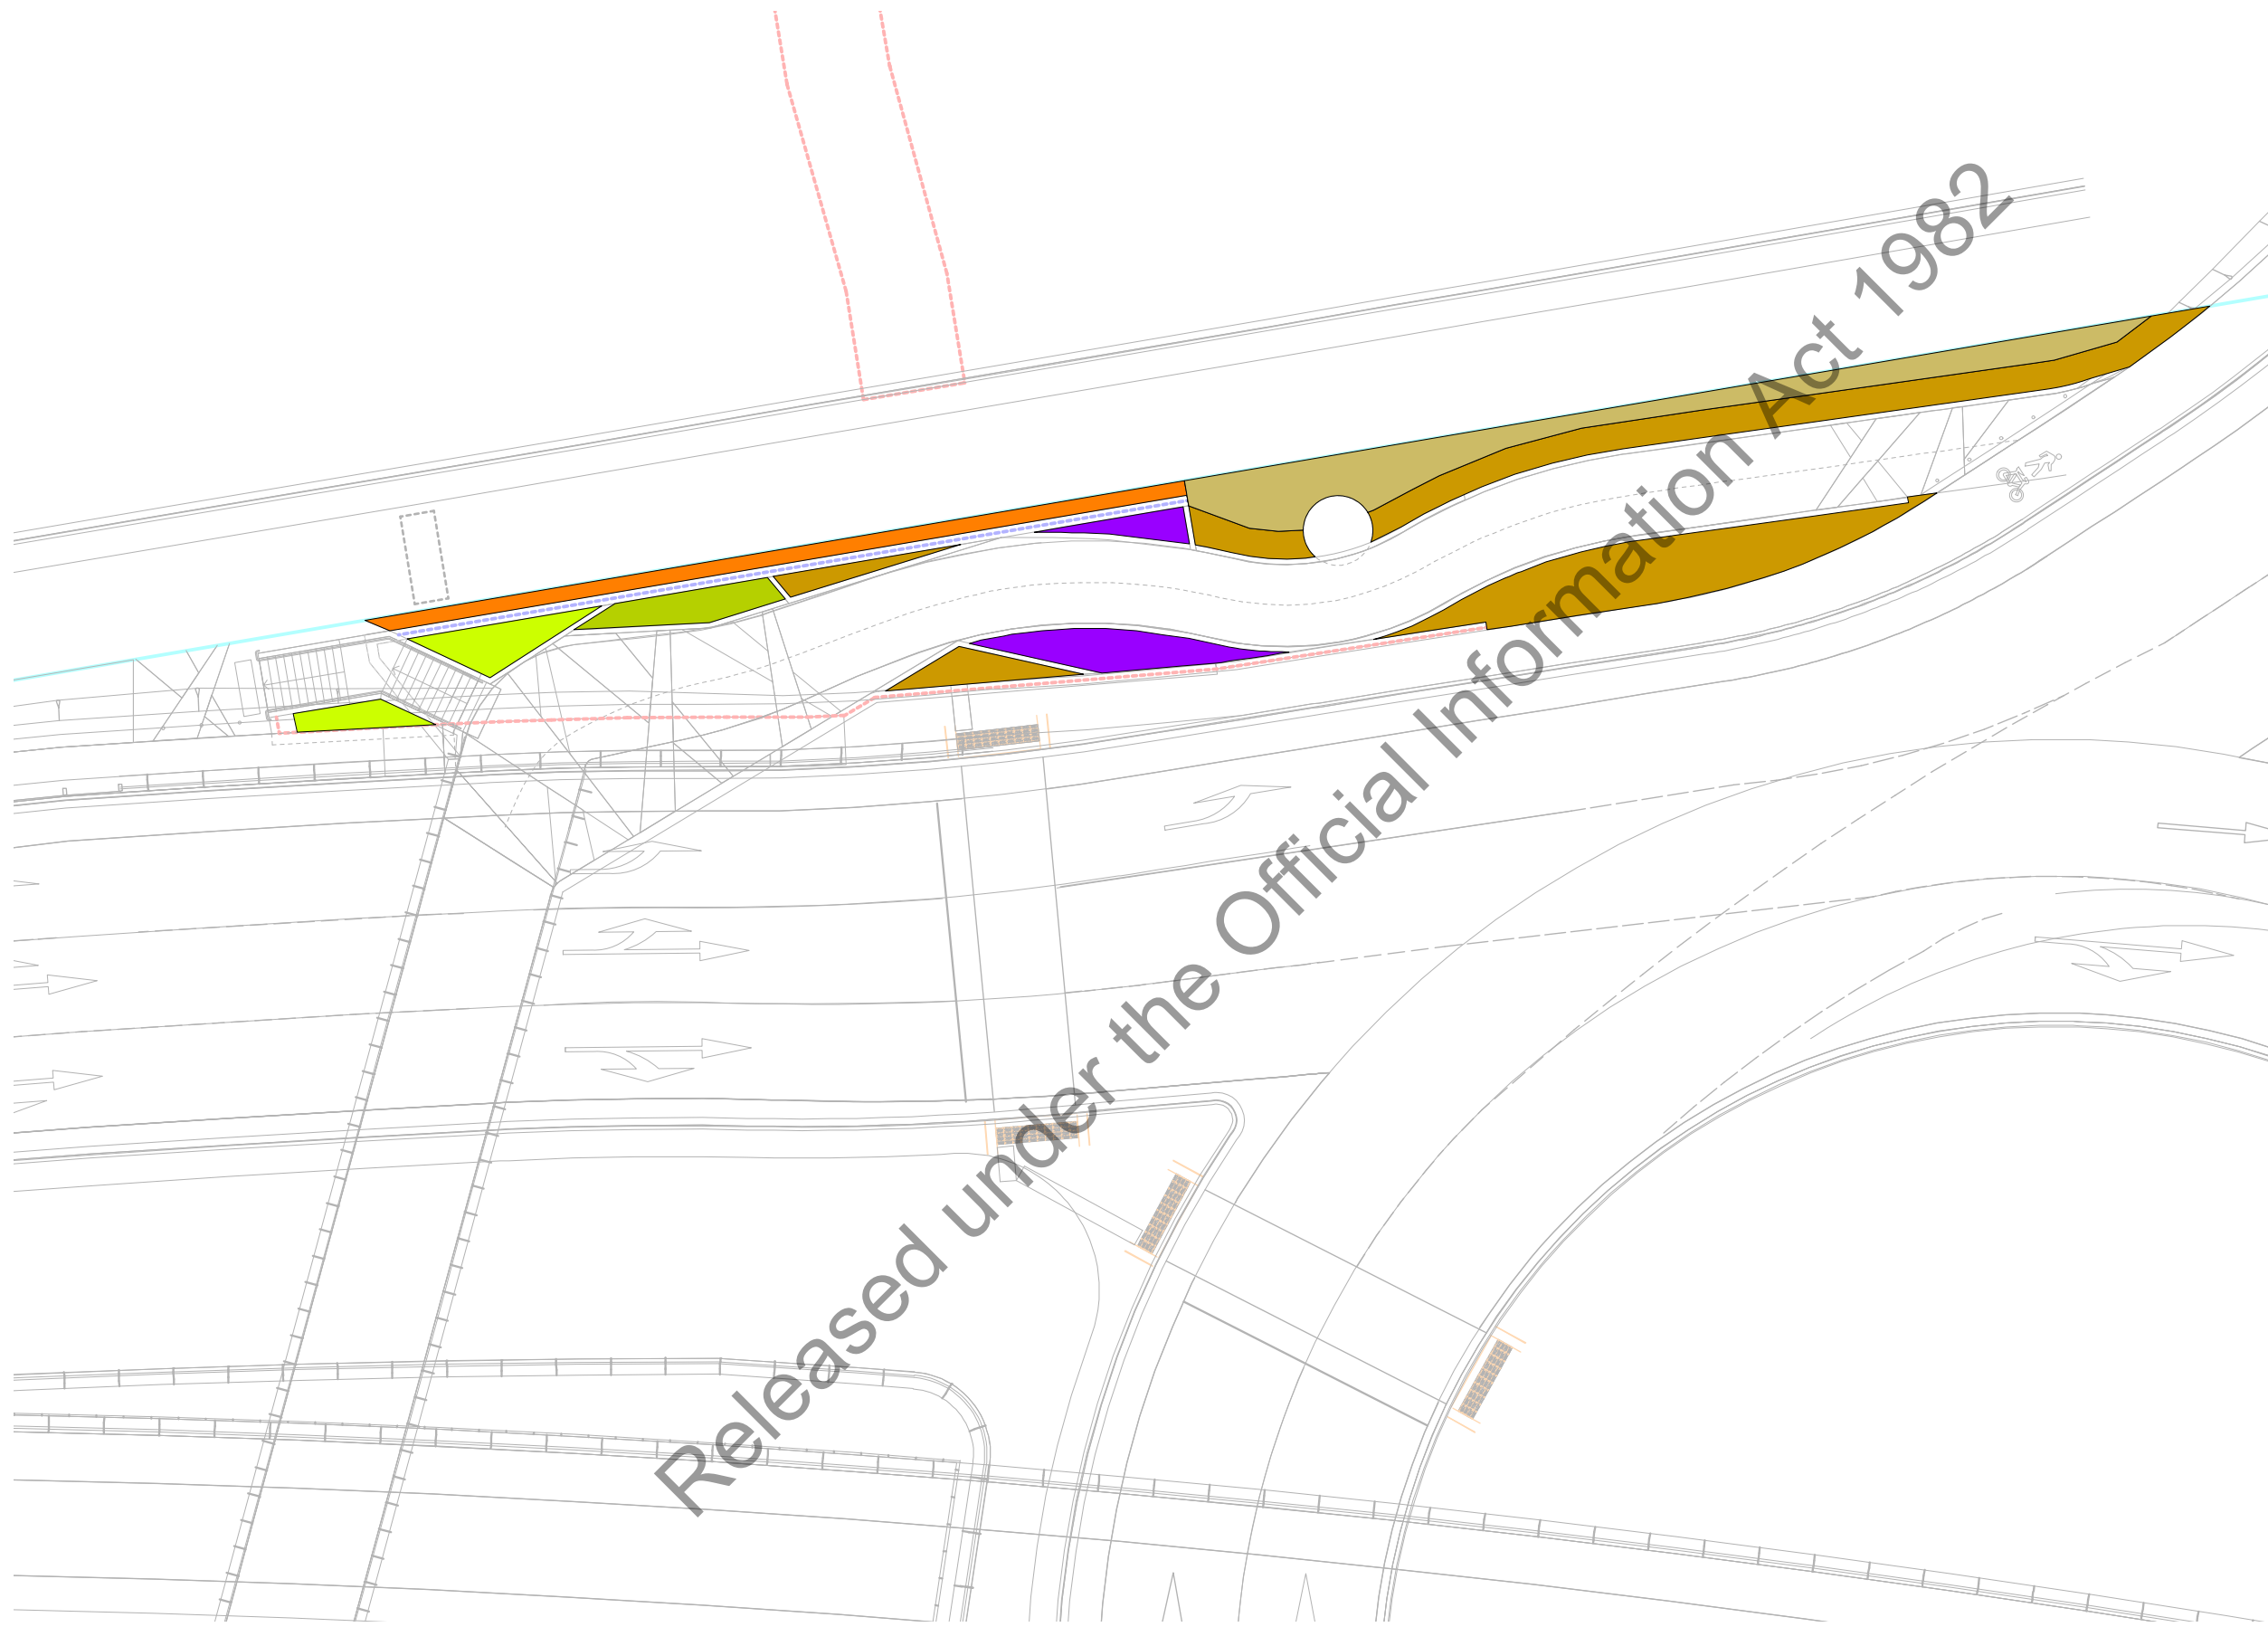 Released under the Official Information Act 1982